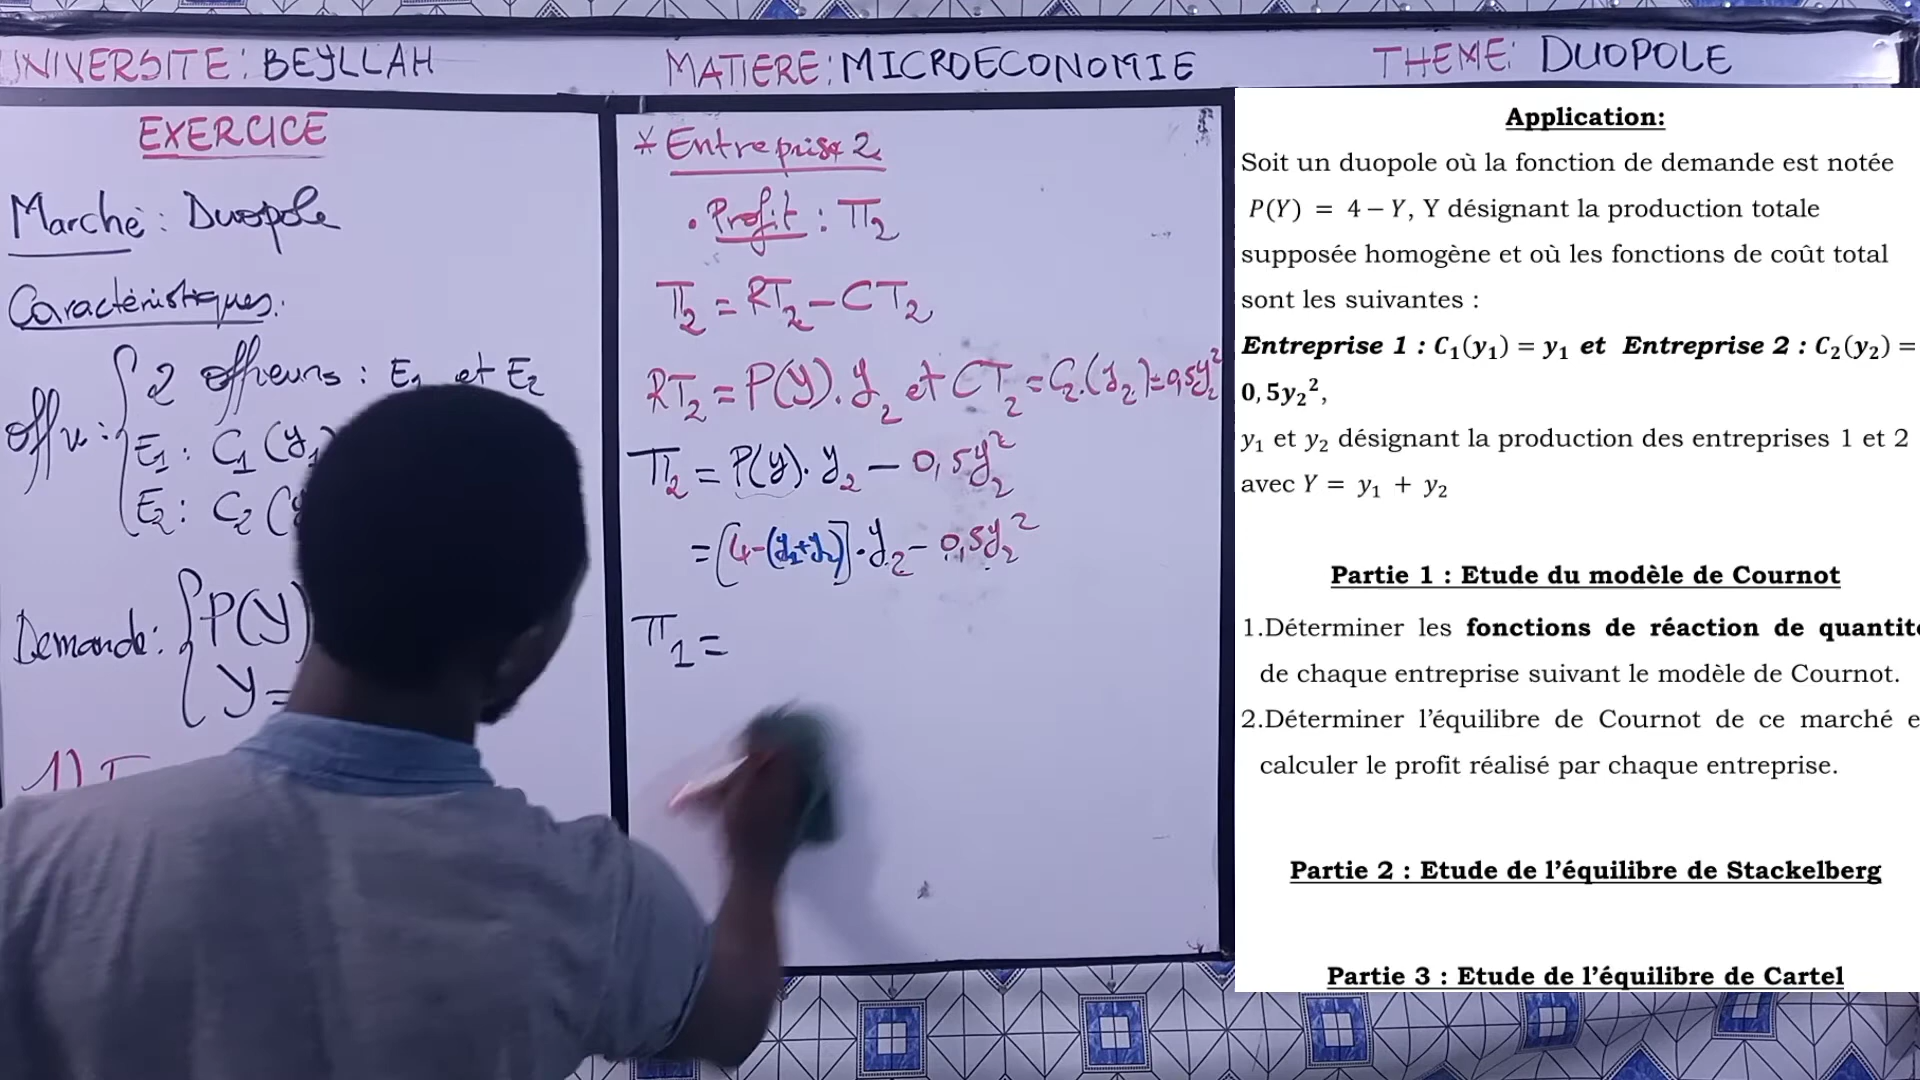 UNIVERSITE: BEYLLAH
MATIERE: MICROECONOMIE
THEME: DUOPOLE
EXERCICE
Marché: Duopole
Caractéristiques:
offre: 2 offreurs: E1 et E2
E1: C1(y1
E2: C2(
Demande: P(Y)
Y=
1)
* Entreprise 2
• Profit: π2
π2 = RT2 - CT2
RT2 = P(Y). y2 et CT2 = C2.(y2) = 0,5y2²
π2 = P(y). y2 - 0,5y2²
= [4-(y1+y2)]. y2 - 0,5y2²
π1 =
Application:
Soit un duopole où la fonction de demande est notée
P(Y) = 4 − Y, Y désignant la production totale
supposée homogène et où les fonctions de coût total
sont les suivantes :
Entreprise 1 : C1(y1) = y1 et Entreprise 2 : C2(y2) =
0,5y2²,
y1 et y2 désignant la production des entreprises 1 et 2
avec Y = y1 + y2
Partie 1 : Etude du modèle de Cournot
1.Déterminer les fonctions de réaction de quantité
de chaque entreprise suivant le modèle de Cournot.
2.Déterminer l’équilibre de Cournot de ce marché e
calculer le profit réalisé par chaque entreprise.
Partie 2 : Etude de l’équilibre de Stackelberg
Partie 3 : Etude de l’équilibre de Cartel